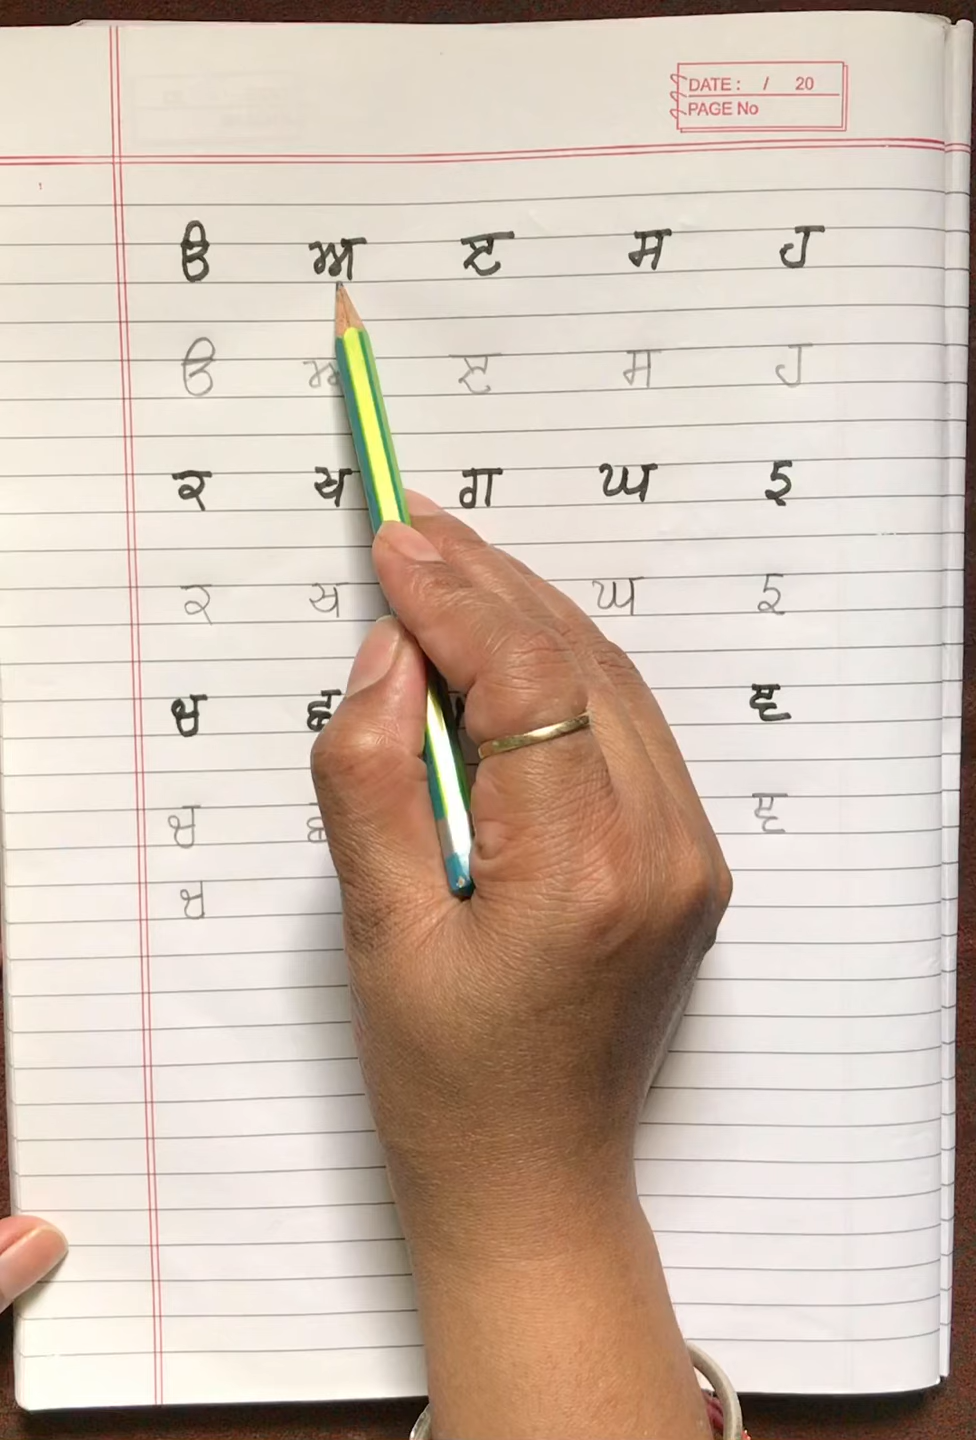 DATE: / 20
PAGE No
ੳ ਅ ੲ ਸ ਹ
ੳ ਅ ੲ ਸ ਹ
ਕ ਖ ਗ ਘ ਙ
ਕ ਖ ਘ ਙ
ਚ ਛ ਞ
ਚ ਛ ਞ
ਚ